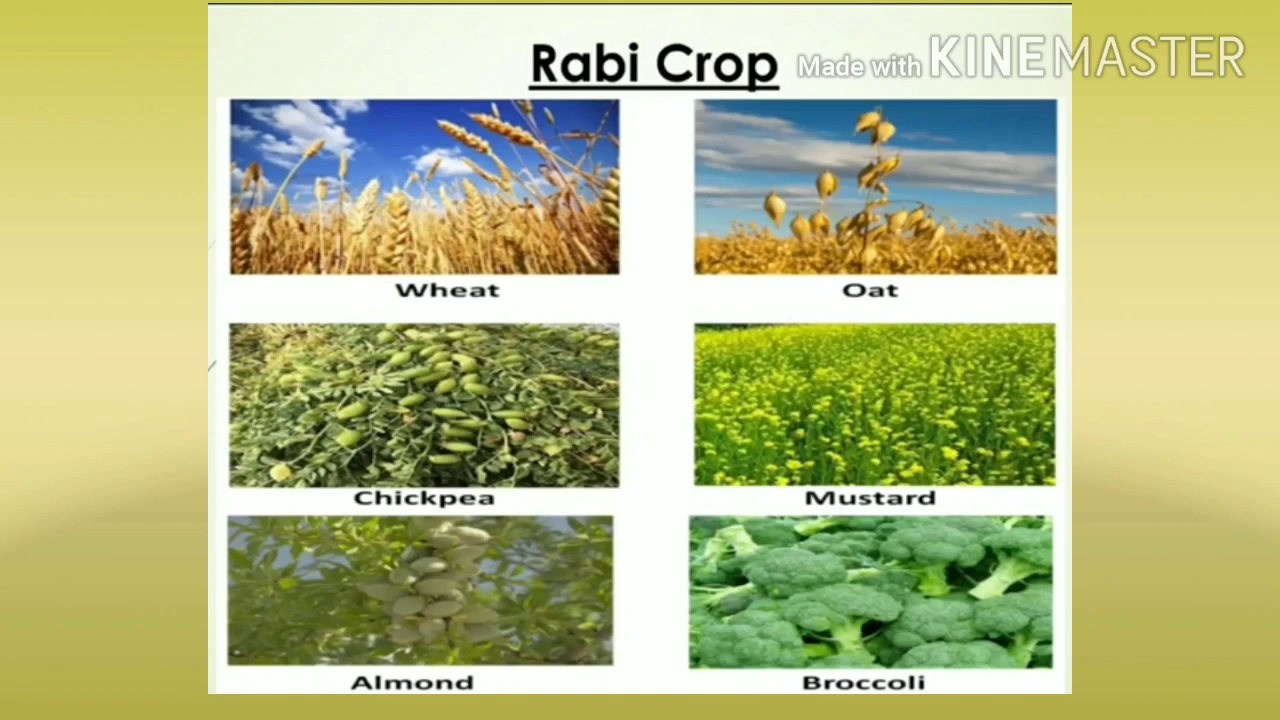 Rabi Crop
Made with KINEMASTER
Wheat
Oat
Chickpea
Mustard
Almond
Broccoli